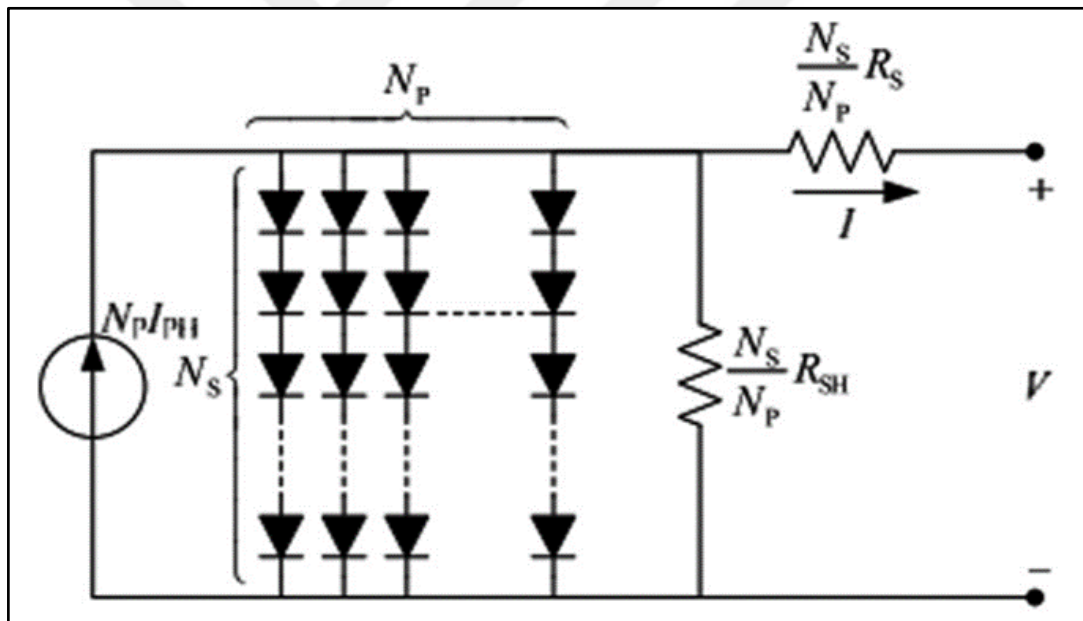 N_P
N_S/N_P R_S
I
+
N_P I_PH
N_S
N_S/N_P R_SH
V
−